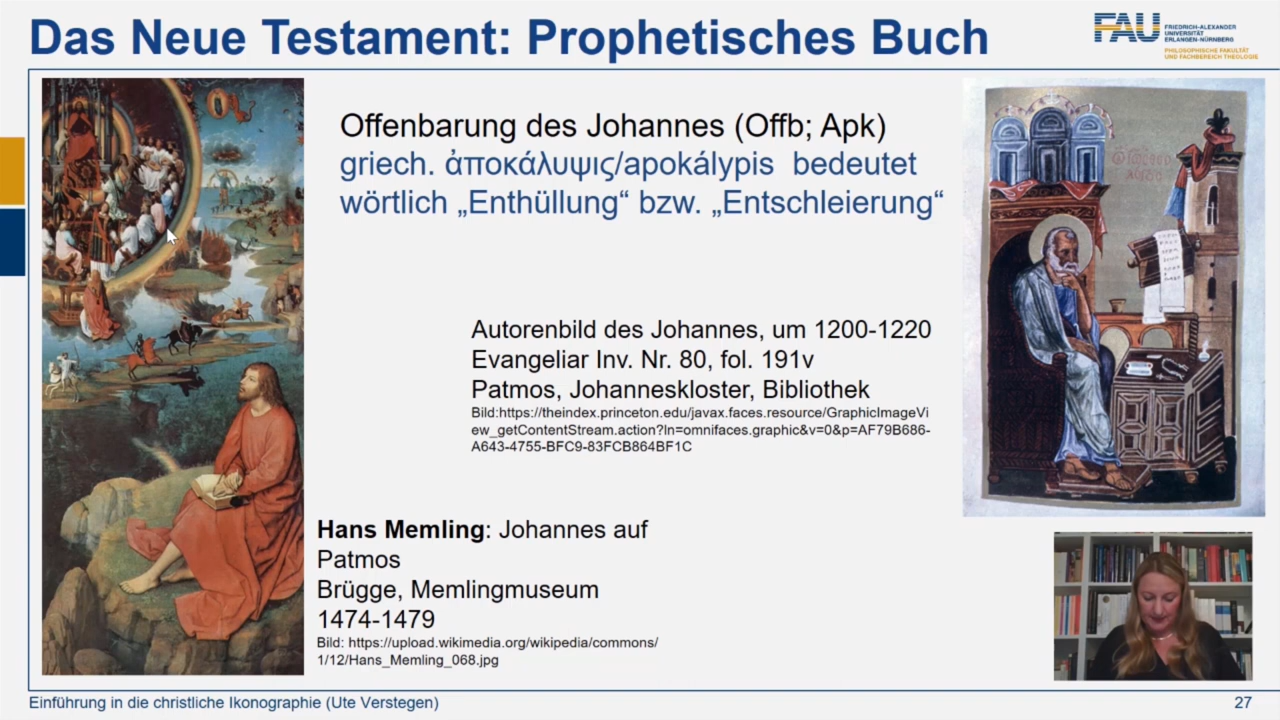 Das Neue Testament: Prophetisches Buch
FAU
FRIEDRICH-ALEXANDER
UNIVERSITÄT
ERLANGEN-NÜRNBERG
PHILOSOPHISCHE FAKULTÄT
UND FACHBEREICH THEOLOGIE
Offenbarung des Johannes (Offb; Apk)
griech. ἀποκάλυψις/apokálypis bedeutet
wörtlich „Enthüllung“ bzw. „Entschleierung“
Autorenbild des Johannes, um 1200-1220
Evangeliar Inv. Nr. 80, fol. 191v
Patmos, Johanneskloster, Bibliothek
Bild:https://theindex.princeton.edu/javax.faces.resource/GraphicImageVi
ew_getContentStream.action?ln=omnifaces.graphic&v=0&p=AF79B686-
A643-4755-BFC9-83FCB864BF1C
Hans Memling: Johannes auf
Patmos
Brügge, Memlingmuseum
1474-1479
Bild: https://upload.wikimedia.org/wikipedia/commons/
1/12/Hans_Memling_068.jpg
Einführung in die christliche Ikonographie (Ute Verstegen)
27